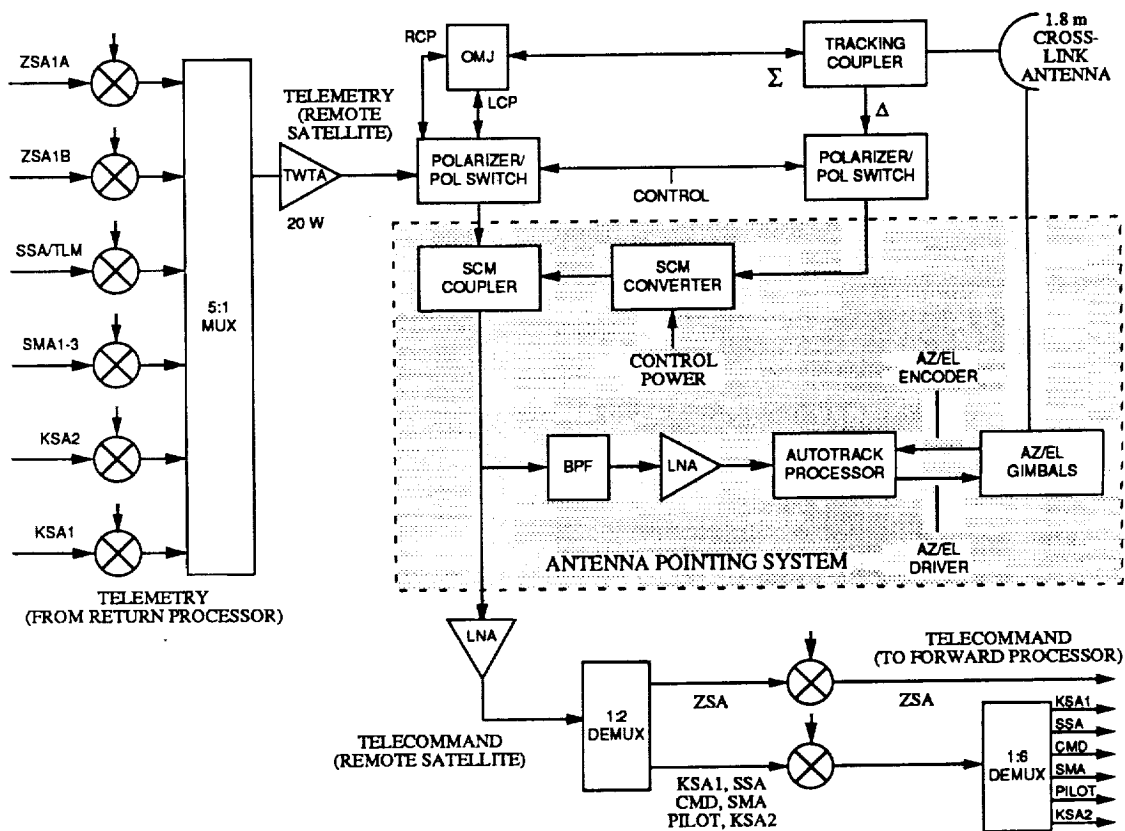 1.8 m
CROSS-
LINK
ANTENNA
RCP
OMJ
TRACKING
COUPLER
Σ
ZSA1A
LCP
Δ
TELEMETRY
(REMOTE
SATELLITE)
ZSA1B
TWTA
20 W
POLARIZER/
POL SWITCH
CONTROL
POLARIZER/
POL SWITCH
SSA/TLM
SCM
COUPLER
SCM
CONVERTER
5:1
MUX
SMA1-3
CONTROL
POWER
AZ/EL
ENCODER
KSA2
BPF
LNA
AUTOTRACK
PROCESSOR
AZ/EL
GIMBALS
KSA1
ANTENNA POINTING SYSTEM
AZ/EL
DRIVER
TELEMETRY
(FROM RETURN PROCESSOR)
LNA
TELECOMMAND
(TO FORWARD PROCESSOR)
ZSA
ZSA
1:2
DEMUX
TELECOMMAND
(REMOTE SATELLITE)
KSA1, SSA
CMD, SMA
PILOT, KSA2
1:6
DEMUX
KSA1
SSA
CMD
SMA
PILOT
KSA2